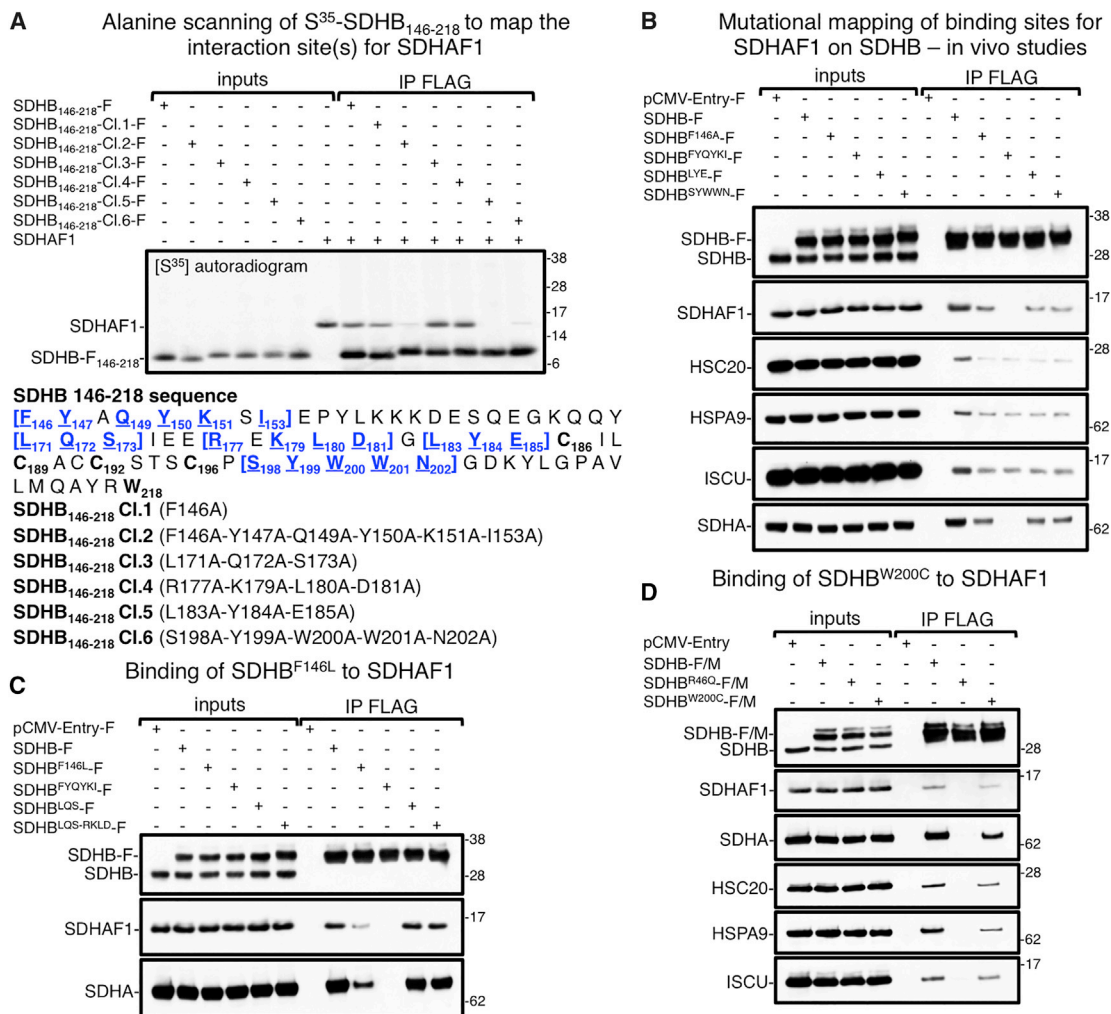 A
Alanine scanning of S35-SDHB146-218 to map the
interaction site(s) for SDHAF1
inputs IP FLAG
SDHB146-218-F + - - - - - - + - - - - - -
SDHB146-218-Cl.1-F - - - - - - - - + - - - - -
SDHB146-218-Cl.2-F - + - - - - - - - + - - - -
SDHB146-218-Cl.3-F - - + - - - - - - - + - - -
SDHB146-218-Cl.4-F - - - + - - - - - - - + - -
SDHB146-218-Cl.5-F - - - - + - - - - - - - + -
SDHB146-218-Cl.6-F - - - - - + - - - - - - - +
SDHAF1 - - - - - - + + + + + + + +
[S35] autoradiogram
-38
-28
-17
SDHAF1-
-14
SDHB-F146-218-
-6
SDHB 146-218 sequence
[F146 Y147 A Q149 Y150 K151 S I153] E P Y L K K K D E S Q E G K Q Q Y
[L171 Q172 S173] I E E [R177 E K179 L180 D181] G [L183 Y184 E185] C186 I L
C189 A C C192 S T S C196 P [S198 Y199 W200 W201 N202] G D K Y L G P A V
L M Q A Y R W218
SDHB146-218 Cl.1 (F146A)
SDHB146-218 Cl.2 (F146A-Y147A-Q149A-Y150A-K151A-I153A)
SDHB146-218 Cl.3 (L171A-Q172A-S173A)
SDHB146-218 Cl.4 (R177A-K179A-L180A-D181A)
SDHB146-218 Cl.5 (L183A-Y184A-E185A)
SDHB146-218 Cl.6 (S198A-Y199A-W200A-W201A-N202A)
B
Mutational mapping of binding sites for
SDHAF1 on SDHB – in vivo studies
inputs IP FLAG
pCMV-Entry-F + - - - - - + - - - - -
SDHB-F - + - - - - - + - - - -
SDHBF146A-F - - + - - - - - + - - -
SDHBFYQYKI-F - - - + - - - - - + - -
SDHBLYE-F - - - - + - - - - - + -
SDHBSYWWN-F - - - - - + - - - - - +
-38
SDHB-F-
SDHB-
-28
-17
SDHAF1-
-28
HSC20-
HSPA9-
-62
-17
ISCU-
SDHA-
-62
C
Binding of SDHBF146L to SDHAF1
inputs IP FLAG
pCMV-Entry-F + - - - - - + - - - - -
SDHB-F - + - - - - - + - - - -
SDHBF146L-F - - + - - - - - + - - -
SDHBFYQYKI-F - - - + - - - - - + - -
SDHBLQS-F - - - - + - - - - - + -
SDHBLQS-RKLD-F - - - - - + - - - - - +
-38
SDHB-F-
SDHB-
-28
-17
SDHAF1-
SDHA-
-62
D
Binding of SDHBW200C to SDHAF1
inputs IP FLAG
pCMV-Entry + - - - + - - -
SDHB-F/M - + - - - + - -
SDHBR46Q-F/M - - + - - - + -
SDHBW200C-F/M - - - + - - - +
SDHB-F/M-
SDHB-
-28
-17
SDHAF1-
SDHA-
-62
-28
HSC20-
HSPA9-
-62
-17
ISCU-